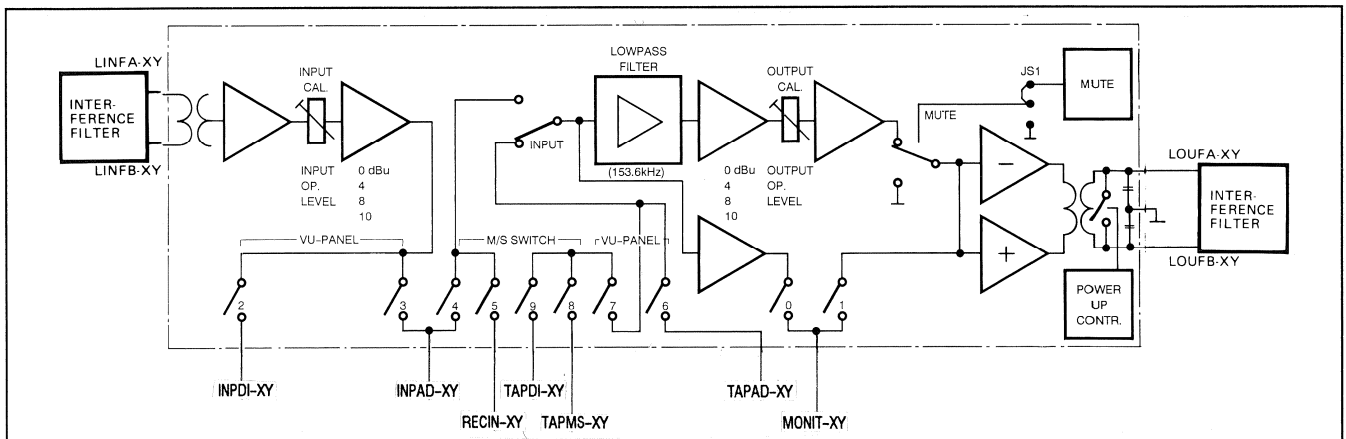 LINFA-XY
INTER-
FERENCE
FILTER
LINFB-XY
INPUT
CAL.
INPUT
OP.
LEVEL
0 dBu
4
8
10
INPUT
LOWPASS
FILTER
(153.6kHz)
OUTPUT
CAL.
0 dBu
4
8
10
OUTPUT
OP.
LEVEL
MUTE
JS1
MUTE
−
+
LOUFA-XY
INTER-
FERENCE
FILTER
LOUFB-XY
POWER
UP
CONTR.
VU-PANEL
M/S SWITCH
VU-PANEL
2
3
4
5
9
8
7
6
0
1
INPDI-XY
INPAD-XY
TAPDI-XY
TAPAD-XY
RECIN-XY
TAPMS-XY
MONIT-XY